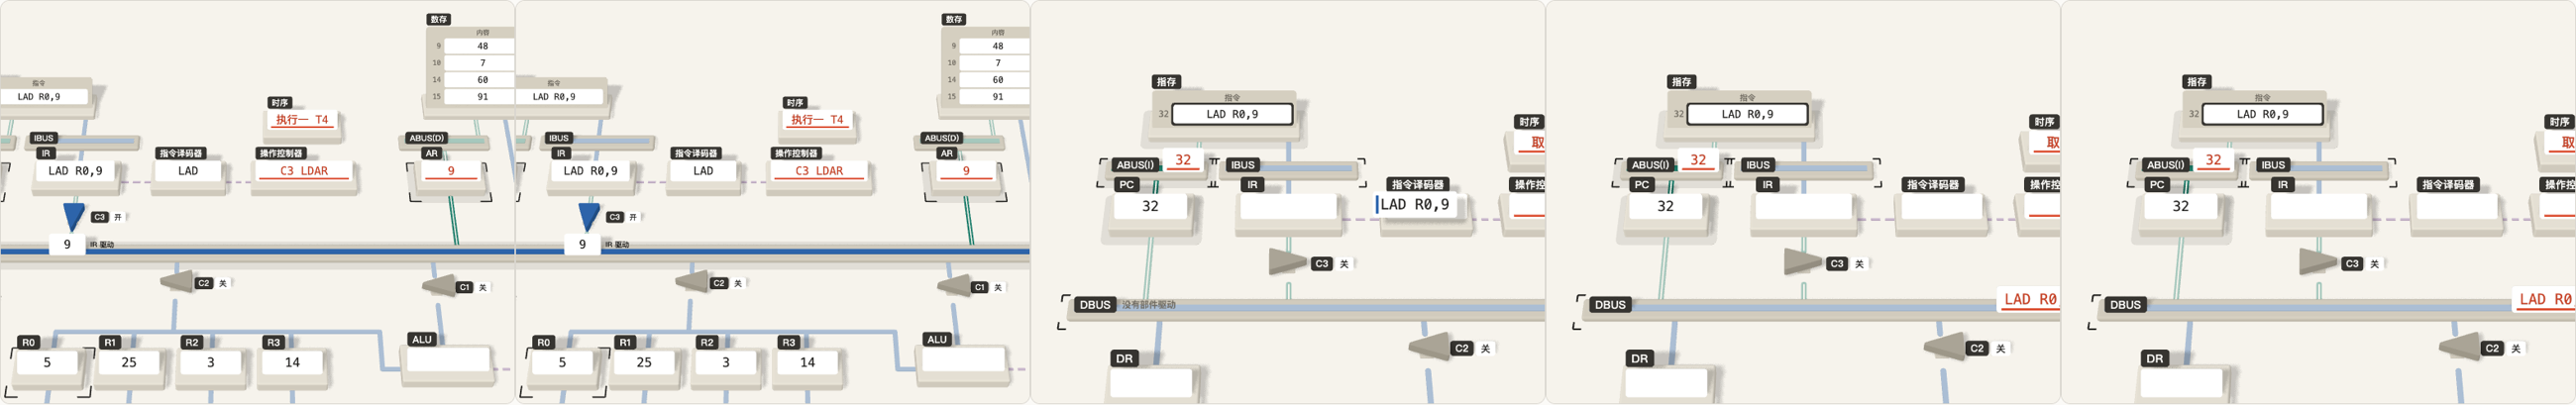 数存
内容
9 48
10 7
14 60
15 91
指令
LAD R0,9
时序
执行一 T4
IBUS
ABUS(D)
IR
指令译码器
操作控制器
AR
LAD R0,9
LAD
C3 LDAR
9
C3 开
9 IR 驱动
C2 关
C1 关
R0
R1
R2
R3
ALU
5
25
3
14
数存
内容
9 48
10 7
14 60
15 91
指令
LAD R0,9
时序
执行一 T4
IBUS
ABUS(D)
IR
指令译码器
操作控制器
AR
LAD R0,9
LAD
C3 LDAR
9
C3 开
9 IR 驱动
C2 关
C1 关
R0
R1
R2
R3
ALU
5
25
3
14
指存
指令
32 LAD R0,9
时序
取
ABUS(I) 32
IBUS
PC
IR
指令译码器
操作控
32
LAD R0,9
C3 关
DBUS 没有部件驱动
C2 关
DR
指存
指令
32 LAD R0,9
时序
取
ABUS(I) 32
IBUS
PC
IR
指令译码器
操作控
32
C3 关
DBUS
LAD R0
C2 关
DR
指存
指令
32 LAD R0,9
时序
取
ABUS(I) 32
IBUS
PC
IR
指令译码器
操作控
32
C3 关
DBUS
LAD R0
C2 关
DR